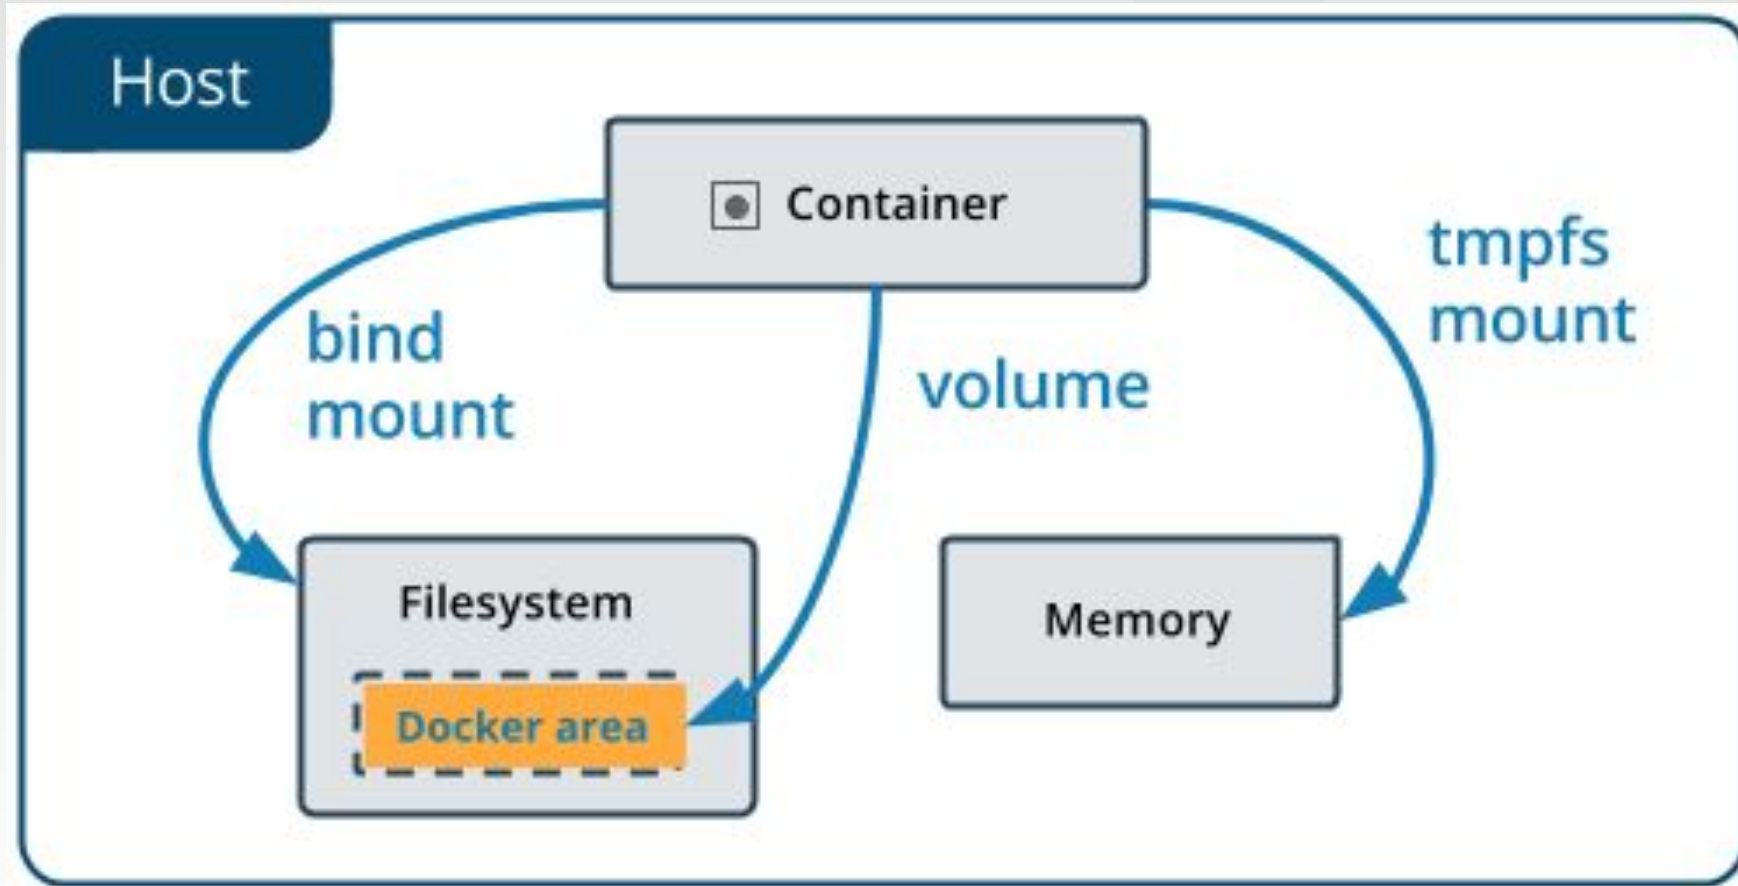 Host
Container
bind
mount
volume
tmpfs
mount
Filesystem
Docker area
Memory